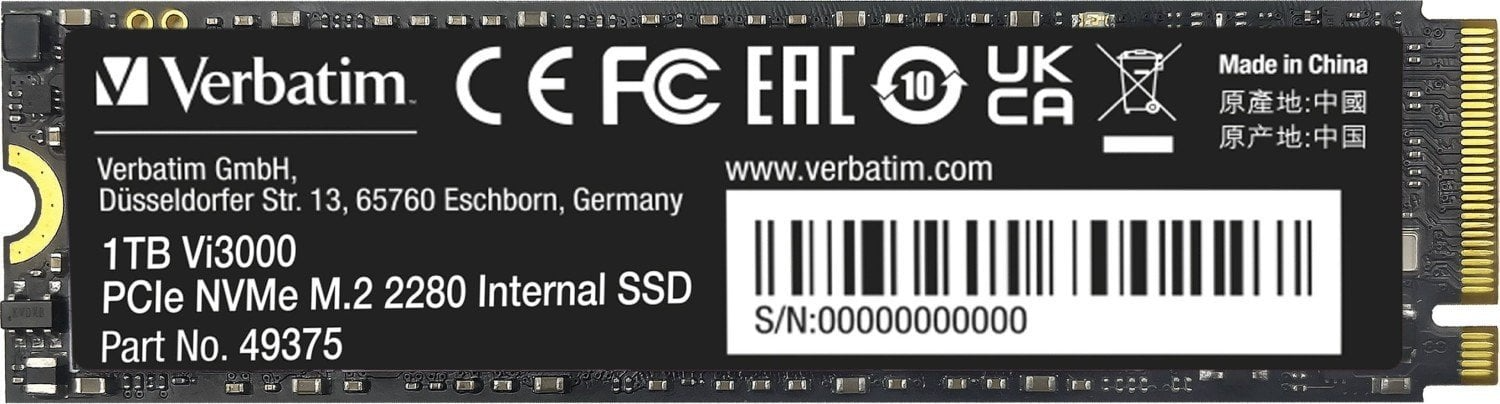 Verbatim™
CE FC EAC 10 UK CA
Made in China
原產地:中國
原产地:中国
Verbatim GmbH,
Düsseldorfer Str. 13, 65760 Eschborn, Germany
www.verbatim.com
1TB Vi3000
PCIe NVMe M.2 2280 Internal SSD
Part No. 49375
S/N:00000000000